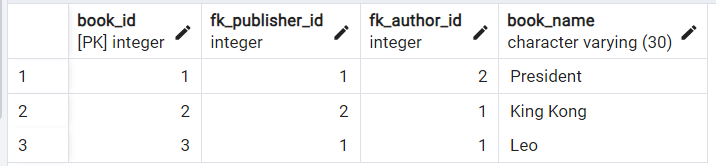 book_id fk_publisher_id fk_author_id book_name
[PK] integer integer integer character varying (30)
1 1 1 2 President
2 2 2 1 King Kong
3 3 1 1 Leo